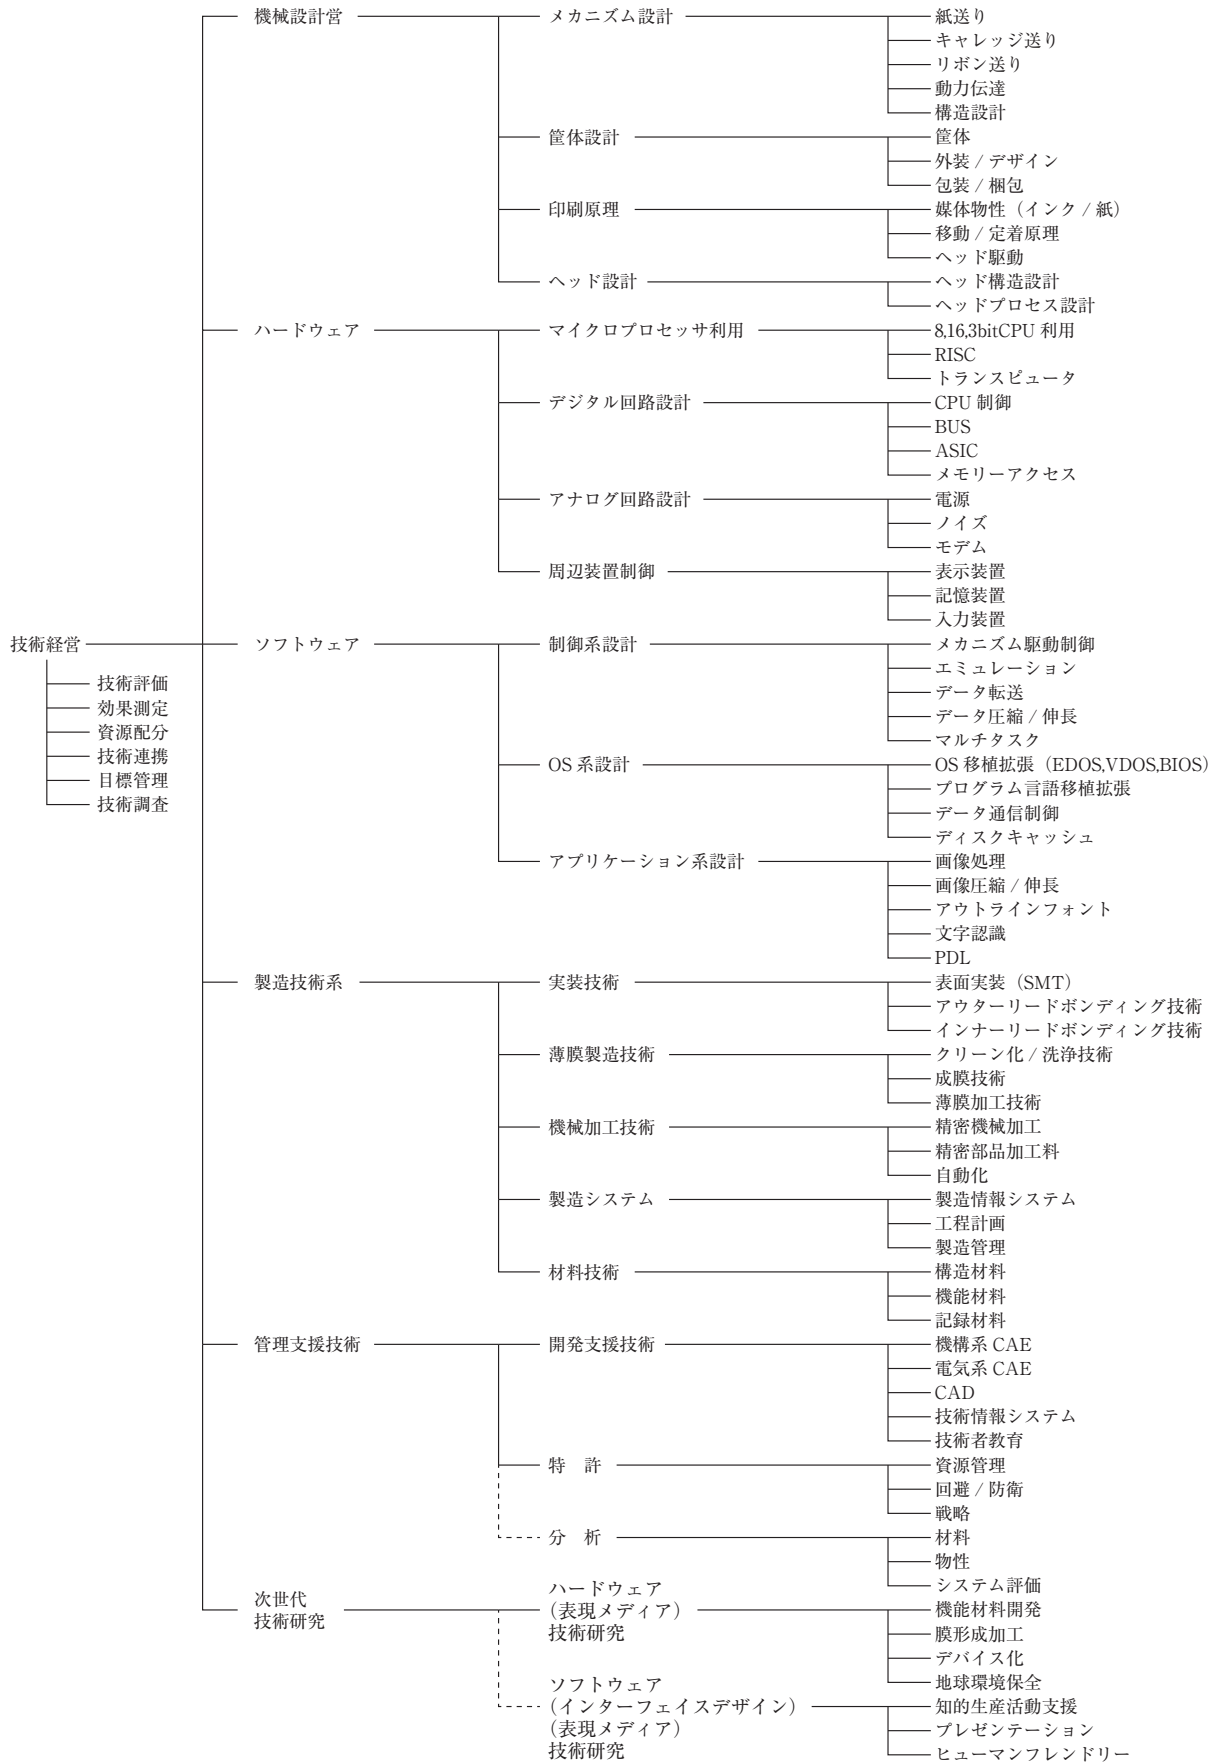 機械設計営
メカニズム設計
紙送り
キャレッジ送り
リボン送り
動力伝達
構造設計
筐体設計
筐体
外装 / デザイン
包装 / 梱包
印刷原理
媒体物性（インク / 紙）
移動 / 定着原理
ヘッド駆動
ヘッド設計
ヘッド構造設計
ヘッドプロセス設計
ハードウェア
マイクロプロセッサ利用
8,16,3bitCPU 利用
RISC
トランスピュータ
デジタル回路設計
CPU 制御
BUS
ASIC
メモリーアクセス
アナログ回路設計
電源
ノイズ
モデム
周辺装置制御
表示装置
記憶装置
入力装置
技術経営
技術評価
効果測定
資源配分
技術連携
目標管理
技術調査
ソフトウェア
制御系設計
メカニズム駆動制御
エミュレーション
データ転送
データ圧縮 / 伸長
マルチタスク
OS 系設計
OS 移植拡張（EDOS,VDOS,BIOS）
プログラム言語移植拡張
データ通信制御
ディスクキャッシュ
アプリケーション系設計
画像処理
画像圧縮 / 伸長
アウトラインフォント
文字認識
PDL
製造技術系
実装技術
表面実装（SMT）
アウターリードボンディング技術
インナーリードボンディング技術
薄膜製造技術
クリーン化 / 洗浄技術
成膜技術
薄膜加工技術
機械加工技術
精密機械加工
精密部品加工料
自動化
製造システム
製造情報システム
工程計画
製造管理
材料技術
構造材料
機能材料
記録材料
管理支援技術
開発支援技術
機構系 CAE
電気系 CAE
CAD
技術情報システム
技術者教育
特　許
資源管理
回避 / 防衛
戦略
分　析
材料
物性
システム評価
次世代
技術研究
ハードウェア
（表現メディア）
技術研究
機能材料開発
膜形成加工
デバイス化
地球環境保全
ソフトウェア
（インターフェイスデザイン）
（表現メディア）
技術研究
知的生産活動支援
プレゼンテーション
ヒューマンフレンドリー